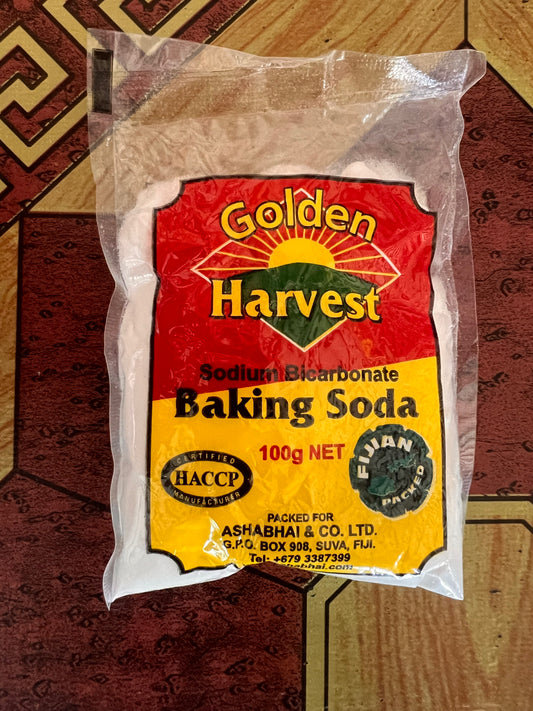 Golden
Harvest
Sodium Bicarbonate
Baking Soda
100g NET
CERTIFIED
HACCP
MANUFACTURER
FIJIAN
PACKED
PACKED FOR
ASHABHAI & CO. LTD.
G.P.O. BOX 908, SUVA, FIJI.
Tel: +679 3387399